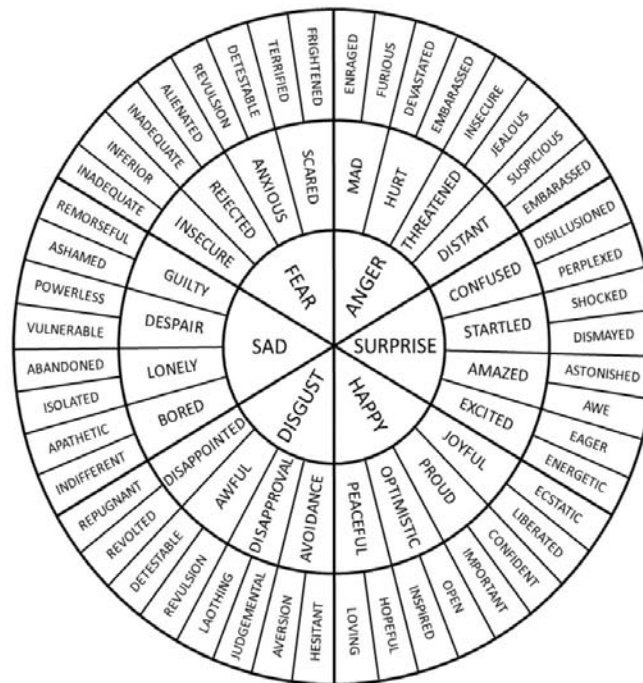 FEAR
ANGER
SURPRISE
HAPPY
DISGUST
SAD
MAD
HURT
THREATENED
DISTANT
CONFUSED
STARTLED
AMAZED
EXCITED
JOYFUL
PROUD
OPTIMISTIC
PEACEFUL
AVOIDANCE
DISAPPROVAL
AWFUL
DISAPPOINTED
BORED
LONELY
DESPAIR
GUILTY
INSECURE
REJECTED
ANXIOUS
SCARED
ENRAGED
FURIOUS
DEVASTATED
EMBARASSED
INSECURE
JEALOUS
SUSPICIOUS
EMBARASSED
DISILLUSIONED
PERPLEXED
SHOCKED
DISMAYED
ASTONISHED
AWE
EAGER
ENERGETIC
ECSTATIC
LIBERATED
CONFIDENT
IMPORTANT
OPEN
INSPIRED
HOPEFUL
LOVING
HESITANT
AVERSION
JUDGEMENTAL
LAOTHING
REVULSION
DETESTABLE
REVOLTED
REPUGNANT
INDIFFERENT
APATHETIC
ISOLATED
ABANDONED
VULNERABLE
POWERLESS
ASHAMED
REMORSEFUL
INADEQUATE
INFERIOR
INADEQUATE
ALIENATED
REVULSION
DETESTABLE
TERRIFIED
FRIGHTENED